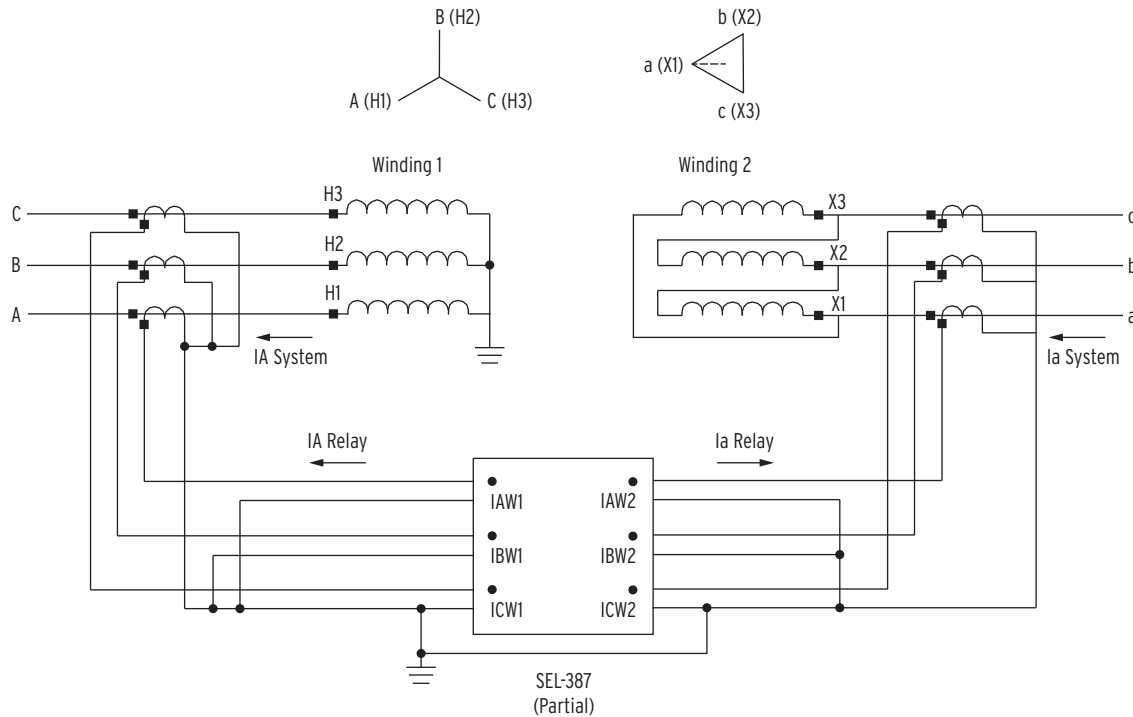 B (H2)
A (H1)
C (H3)
b (X2)
a (X1)
c (X3)
Winding 1
Winding 2
C
H3
X3
c
B
H2
X2
b
A
H1
X1
a
IA System
Ia System
IA Relay
Ia Relay
IAW1
IAW2
IBW1
IBW2
ICW1
ICW2
SEL-387
(Partial)